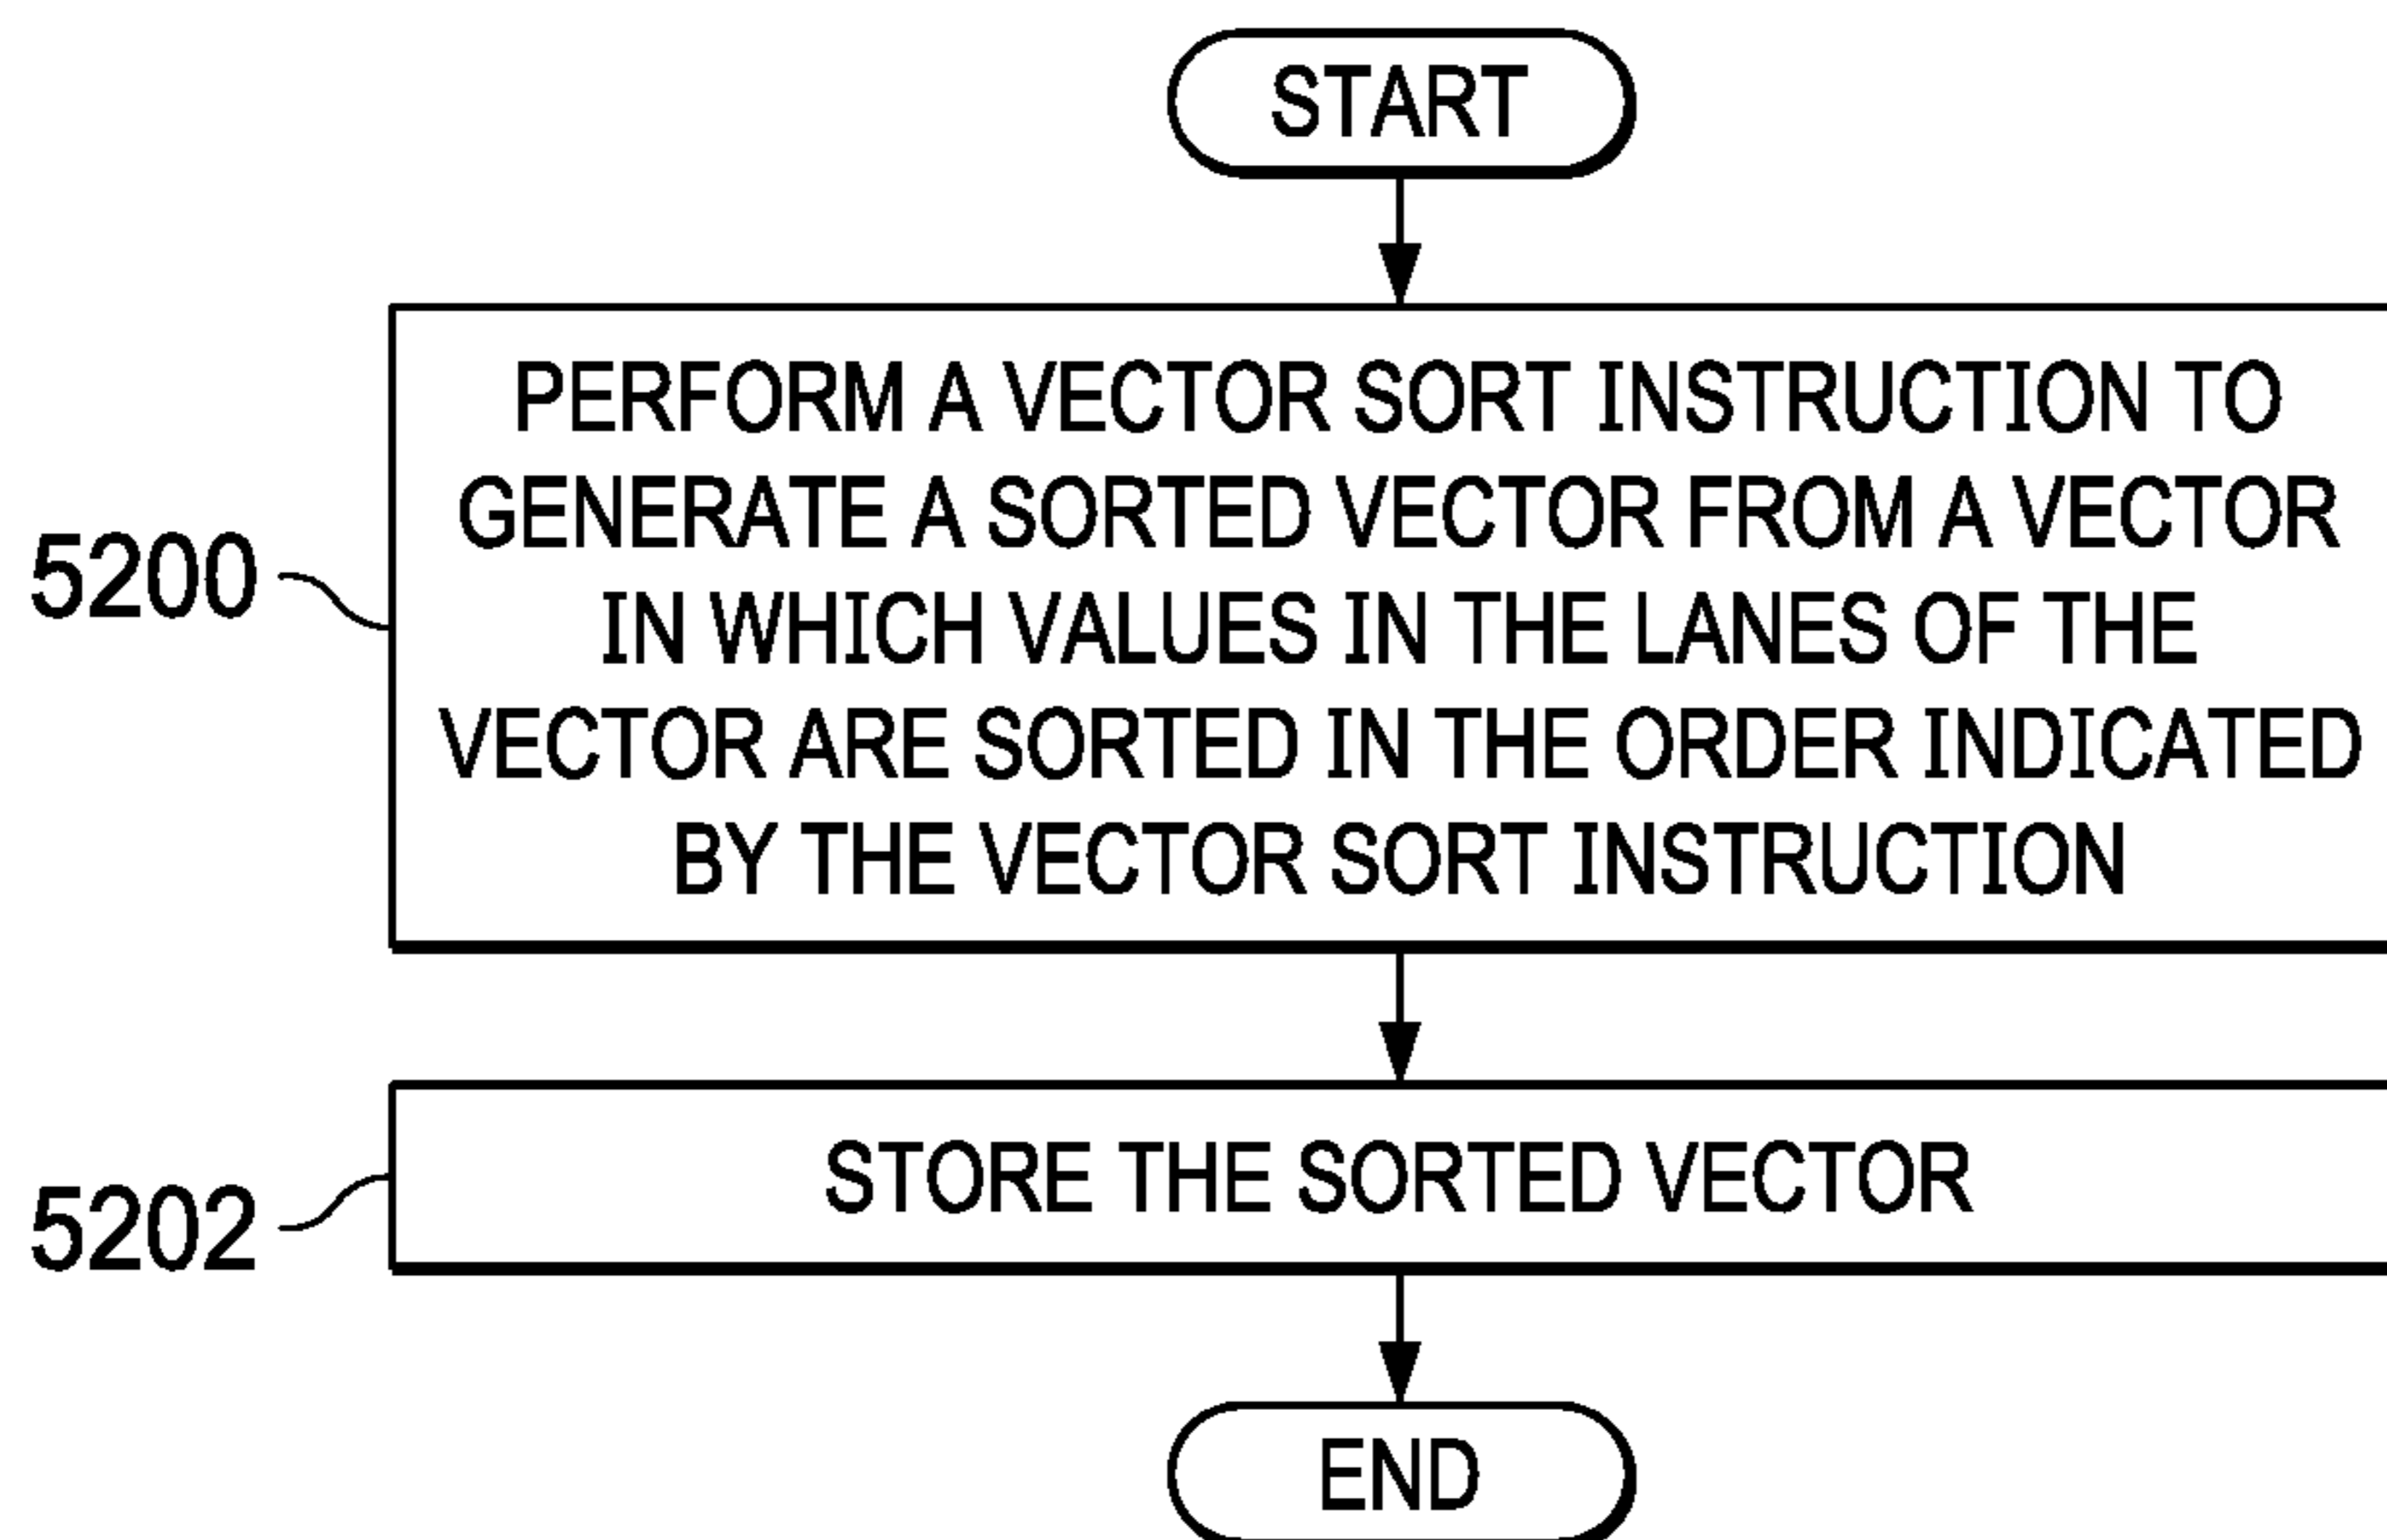 START
PERFORM A VECTOR SORT INSTRUCTION TO
GENERATE A SORTED VECTOR FROM A VECTOR
IN WHICH VALUES IN THE LANES OF THE
VECTOR ARE SORTED IN THE ORDER INDICATED
BY THE VECTOR SORT INSTRUCTION
5200
STORE THE SORTED VECTOR
5202
END